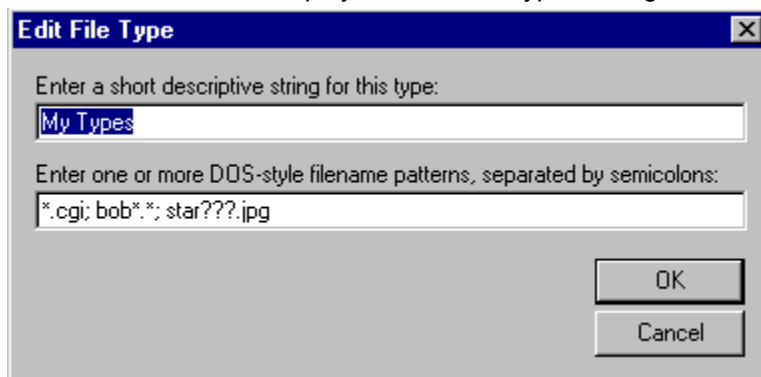 Edit File Type
Enter a short descriptive string for this type:
My Types
Enter one or more DOS-style filename patterns, separated by semicolons:
*.cgi; bob*.*; star???.jpg
OK
Cancel